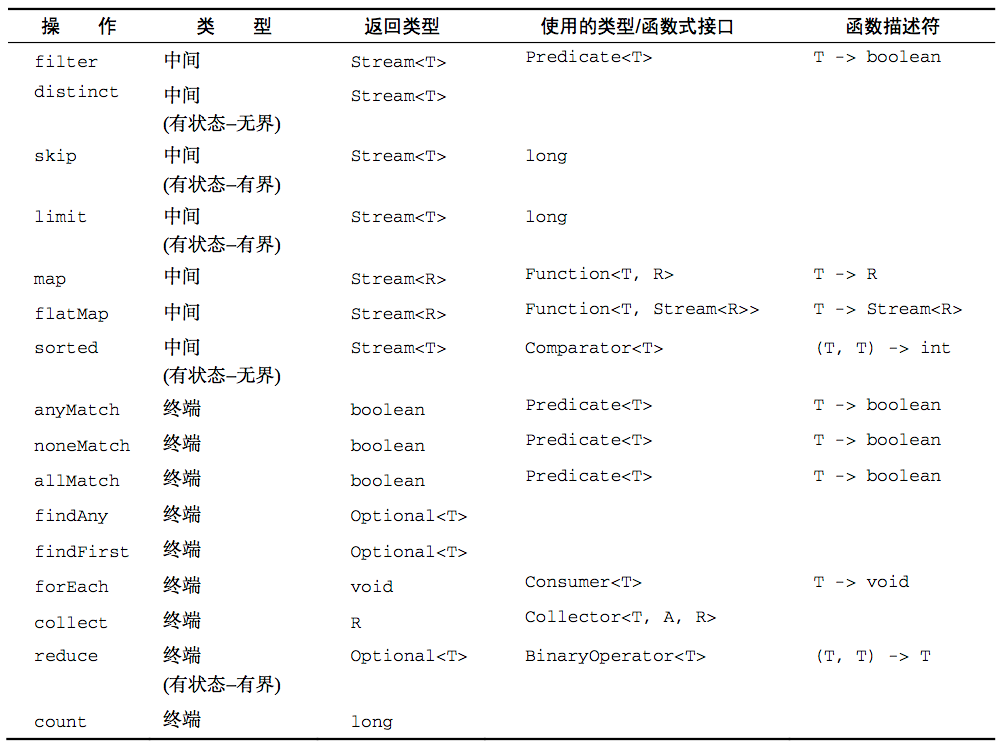 操 作 类 型 返回类型 使用的类型/函数式接口 函数描述符
filter 中间 Stream<T> Predicate<T> T -> boolean
distinct 中间 Stream<T>
(有状态–无界)
skip 中间 Stream<T> long
(有状态–有界)
limit 中间 Stream<T> long
(有状态–有界)
map 中间 Stream<R> Function<T, R> T -> R
flatMap 中间 Stream<R> Function<T, Stream<R>> T -> Stream<R>
sorted 中间 Stream<T> Comparator<T> (T, T) -> int
(有状态–无界)
anyMatch 终端 boolean Predicate<T> T -> boolean
noneMatch 终端 boolean Predicate<T> T -> boolean
allMatch 终端 boolean Predicate<T> T -> boolean
findAny 终端 Optional<T>
findFirst 终端 Optional<T>
forEach 终端 void Consumer<T> T -> void
collect 终端 R Collector<T, A, R>
reduce 终端 Optional<T> BinaryOperator<T> (T, T) -> T
(有状态–有界)
count 终端 long